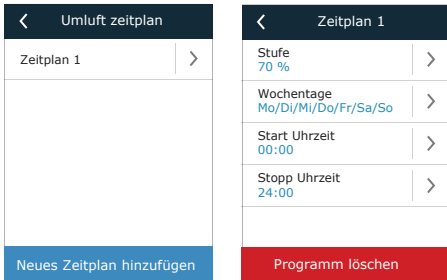 Umluft zeitplan
Zeitplan 1
Neues Zeitplan hinzufügen
Zeitplan 1
Stufe
70 %
Wochentage
Mo/Di/Mi/Do/Fr/Sa/So
Start Uhrzeit
00:00
Stopp Uhrzeit
24:00
Programm löschen